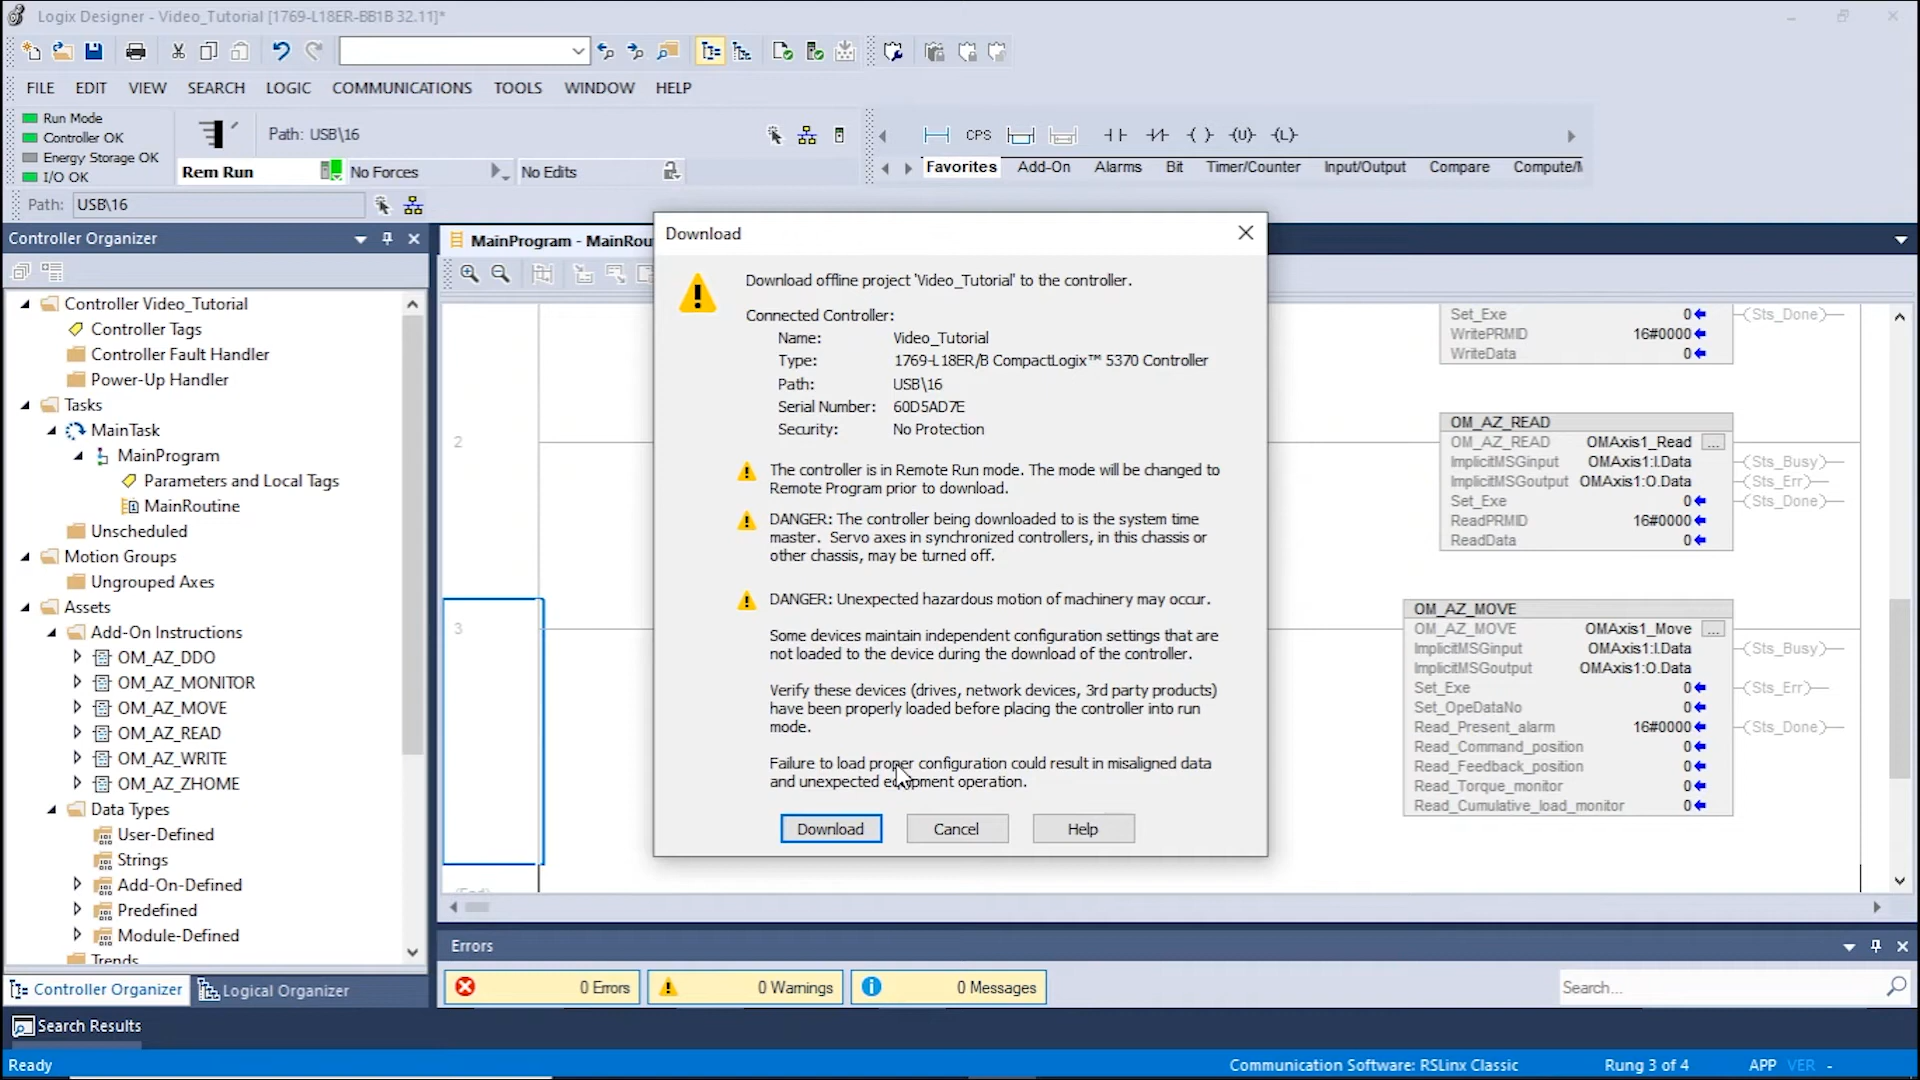 Logix Designer - Video_Tutorial [1769-L18ER-BB1B 32.11]*
FILE EDIT VIEW SEARCH LOGIC COMMUNICATIONS TOOLS WINDOW HELP
Run Mode
Controller OK
Energy Storage OK
I/O OK
Path: USB\16
Rem Run
No Forces
No Edits
CPS
(U)
(L)
Favorites Add-On Alarms Bit Timer/Counter Input/Output Compare
Path: USB\16
Controller Organizer
Controller Video_Tutorial
Controller Tags
Controller Fault Handler
Power-Up Handler
Tasks
MainTask
MainProgram
Parameters and Local Tags
MainRoutine
Unscheduled
Motion Groups
Ungrouped Axes
Assets
Add-On Instructions
OM_AZ_DDO
OM_AZ_MONITOR
OM_AZ_MOVE
OM_AZ_READ
OM_AZ_WRITE
OM_AZ_ZHOME
Data Types
User-Defined
Strings
Add-On-Defined
Predefined
Module-Defined
Trends
Controller Organizer
Logical Organizer
MainProgram - MainRou
2
3
Download
Download offline project 'Video_Tutorial' to the controller.
Connected Controller:
Name: Video_Tutorial
Type: 1769-L18ER/B CompactLogix™ 5370 Controller
Path: USB\16
Serial Number: 60D5AD7E
Security: No Protection
The controller is in Remote Run mode. The mode will be changed to
Remote Program prior to download.
DANGER: The controller being downloaded to is the system time
master. Servo axes in synchronized controllers, in this chassis or
other chassis, may be turned off.
DANGER: Unexpected hazardous motion of machinery may occur.
Some devices maintain independent configuration settings that are
not loaded to the device during the download of the controller.
Verify these devices (drives, network devices, 3rd party products)
have been properly loaded before placing the controller into run
mode.
Failure to load proper configuration could result in misaligned data
and unexpected equipment operation.
Download Cancel Help
Set_Exe 0 (Sts_Done)
WritePRMID 16#0000
WriteData 0
OM_AZ_READ
OM_AZ_READ OMAxis1_Read ...
ImplicitMSGinput OMAxis1:I.Data (Sts_Busy)
ImplicitMSGoutput OMAxis1:O.Data (Sts_Err)
Set_Exe 0 (Sts_Done)
ReadPRMID 16#0000
ReadData 0
OM_AZ_MOVE
OM_AZ_MOVE OMAxis1_Move ...
ImplicitMSGinput OMAxis1:I.Data (Sts_Busy)
ImplicitMSGoutput OMAxis1:O.Data
Set_Exe 0 (Sts_Err)
Set_OpeDataNo 0
Read_Present_alarm 16#0000 (Sts_Done)
Read_Command_position 0
Read_Feedback_position 0
Read_Torque_monitor 0
Read_Cumulative_load_monitor 0
Errors
0 Errors
0 Warnings
0 Messages
Search...
Search Results
Ready
Communication Software: RSLinx Classic
Rung 3 of 4
APP VER -